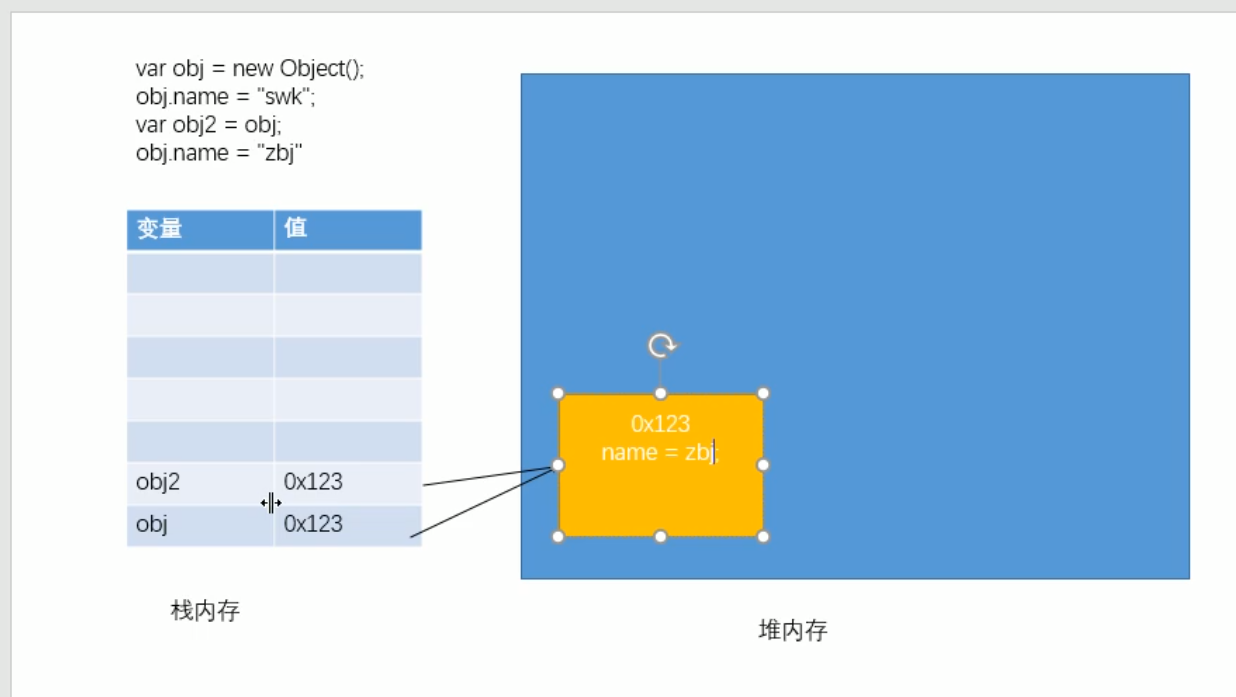 var obj = new Object();
obj.name = "swk";
var obj2 = obj;
obj.name = "zbj"
变量 值
obj2 0x123
obj 0x123
栈内存
0x123
name = zbj;
堆内存